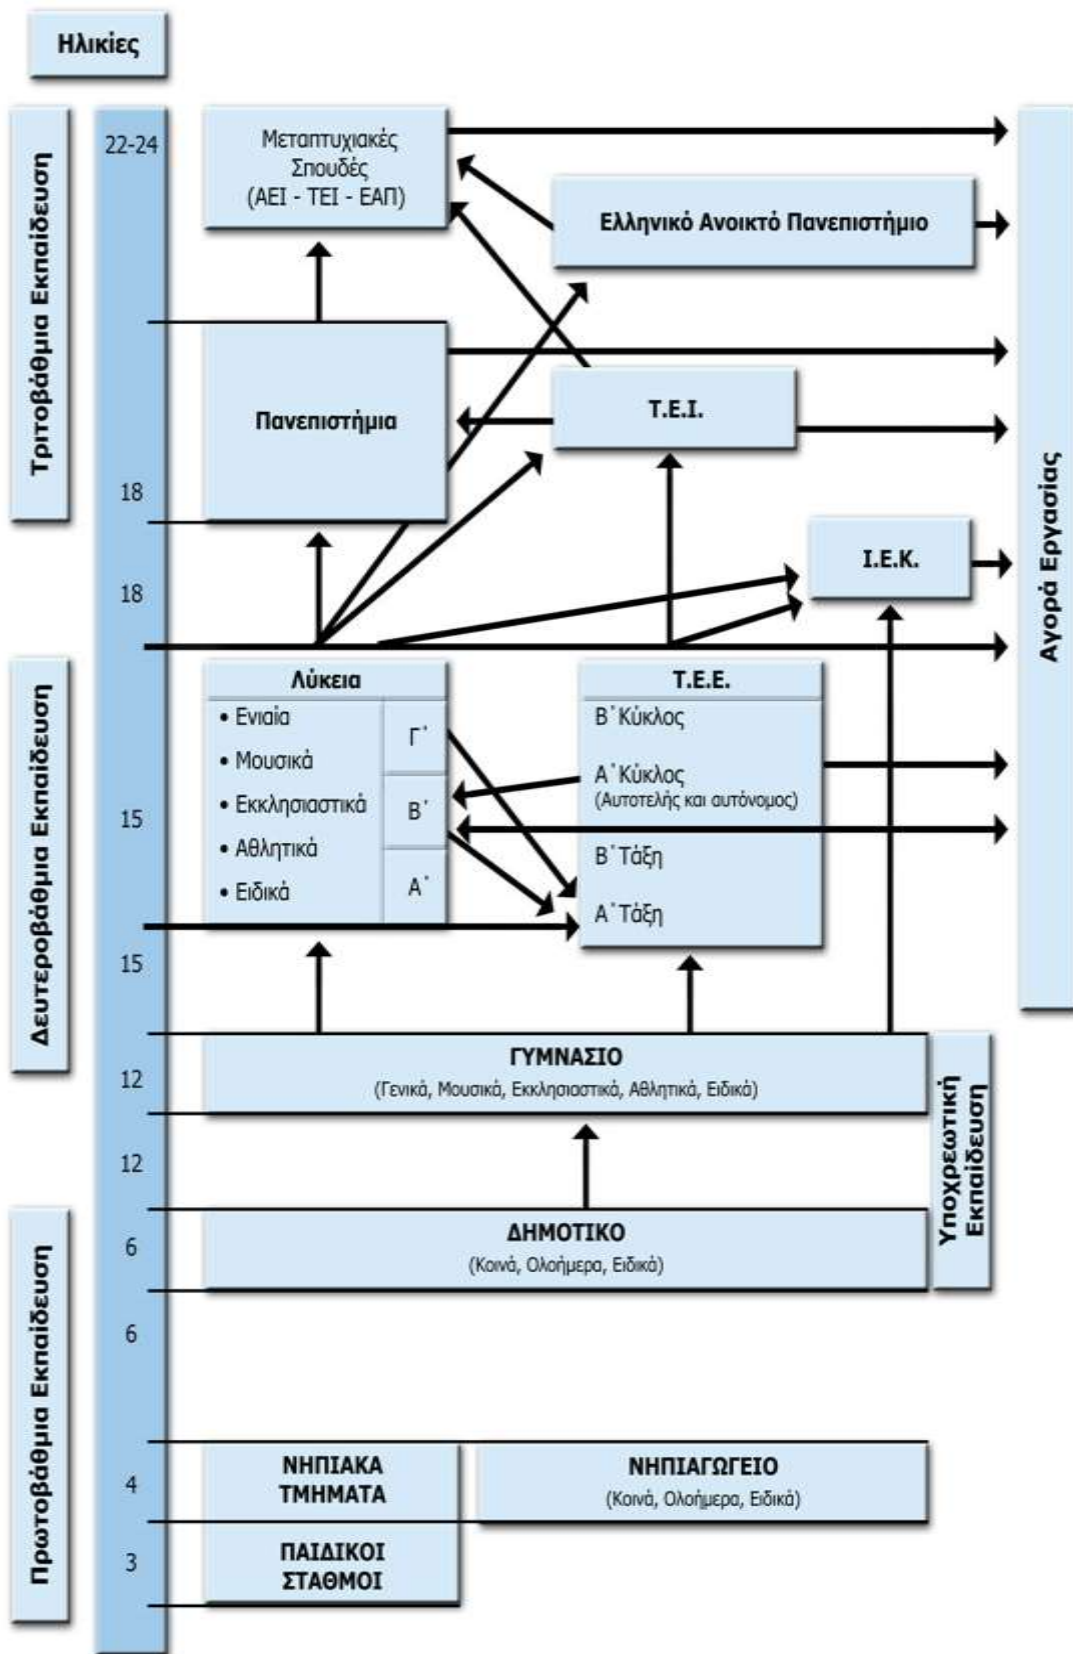 Ηλικίες
Τριτοβάθμια Εκπαίδευση
22-24
Μεταπτυχιακές
Σπουδές
(ΑΕΙ - ΤΕΙ - ΕΑΠ)
Ελληνικό Ανοικτό Πανεπιστήμιο
Πανεπιστήμια
Τ.Ε.Ι.
18
Ι.Ε.Κ.
18
Αγορά Εργασίας
Δευτεροβάθμια Εκπαίδευση
Λύκεια
• Ενιαία
• Μουσικά
• Εκκλησιαστικά
• Αθλητικά
• Ειδικά
Γ'
Β'
Α'
Τ.Ε.Ε.
Β' Κύκλος
Α' Κύκλος
(Αυτοτελής και αυτόνομος)
Β' Τάξη
Α' Τάξη
15
15
12
ΓΥΜΝΑΣΙΟ
(Γενικά, Μουσικά, Εκκλησιαστικά, Αθλητικά, Ειδικά)
Υποχρεωτική
Εκπαίδευση
12
Πρωτοβάθμια Εκπαίδευση
6
ΔΗΜΟΤΙΚΟ
(Κοινά, Ολοήμερα, Ειδικά)
6
4
ΝΗΠΙΑΚΑ
ΤΜΗΜΑΤΑ
ΝΗΠΙΑΓΩΓΕΙΟ
(Κοινά, Ολοήμερα, Ειδικά)
3
ΠΑΙΔΙΚΟΙ
ΣΤΑΘΜΟΙ